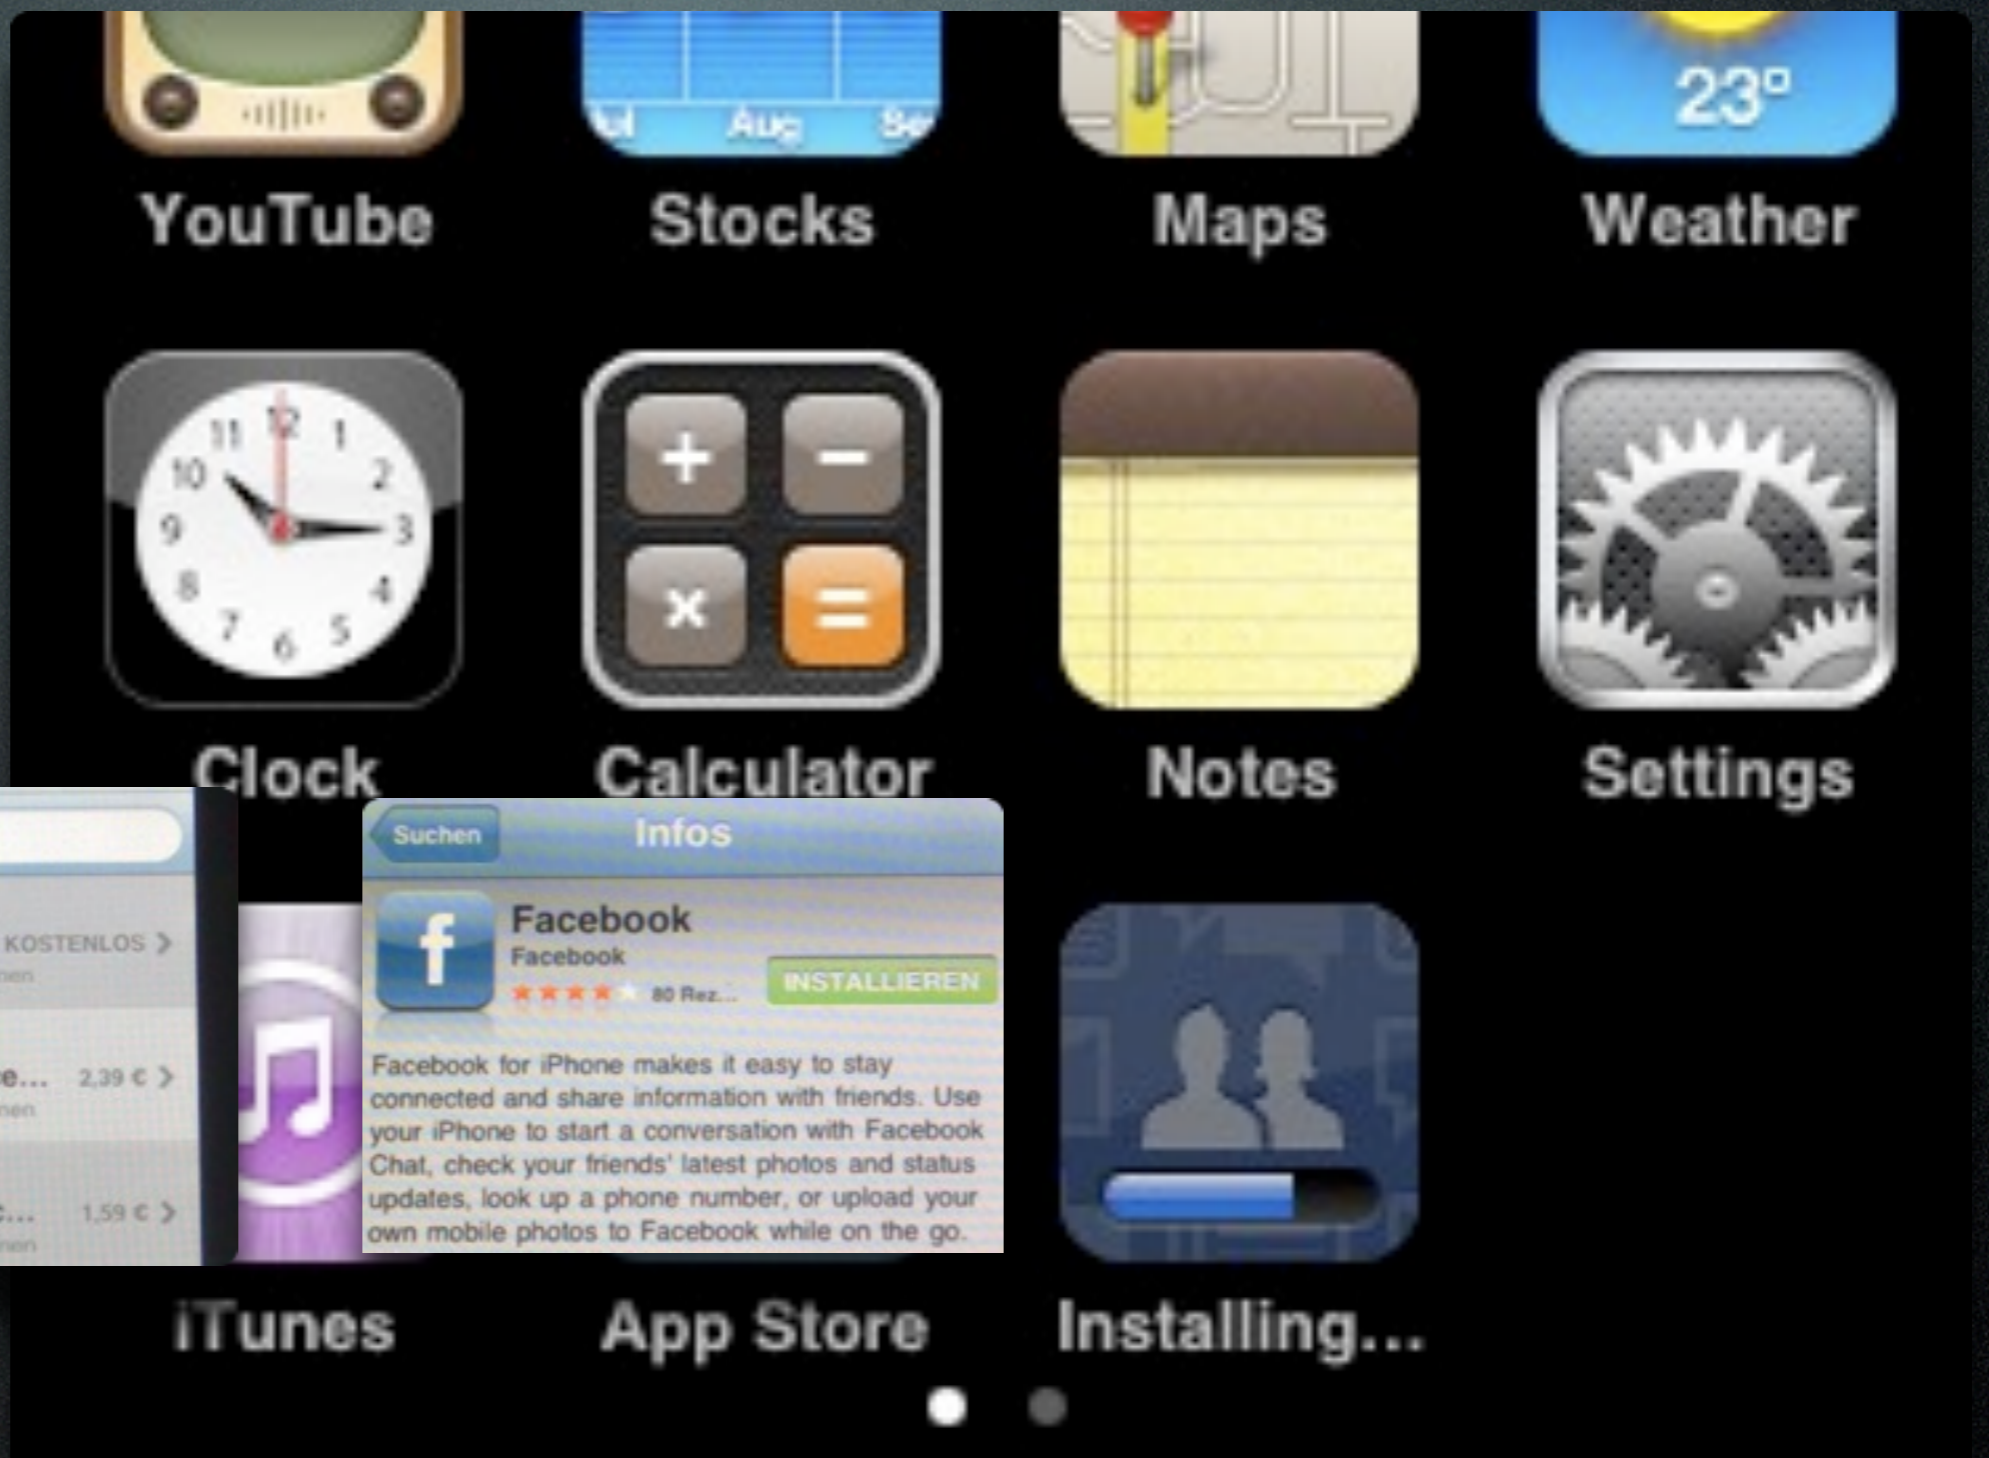 Jul Aug Se
23°
YouTube Stocks Maps Weather
11 12 1
10 2
9 3
8 4
7 6 5
+ −
× =
Clock Calculator Notes Settings
Suchen Infos
KOSTENLOS
Facebook
Facebook
80 Rez...
INSTALLIEREN
e... 2,39 €
... 1,59 €
Facebook for iPhone makes it easy to stay
connected and share information with friends. Use
your iPhone to start a conversation with Facebook
Chat, check your friends' latest photos and status
updates, look up a phone number, or upload your
own mobile photos to Facebook while on the go.
iTunes App Store Installing...